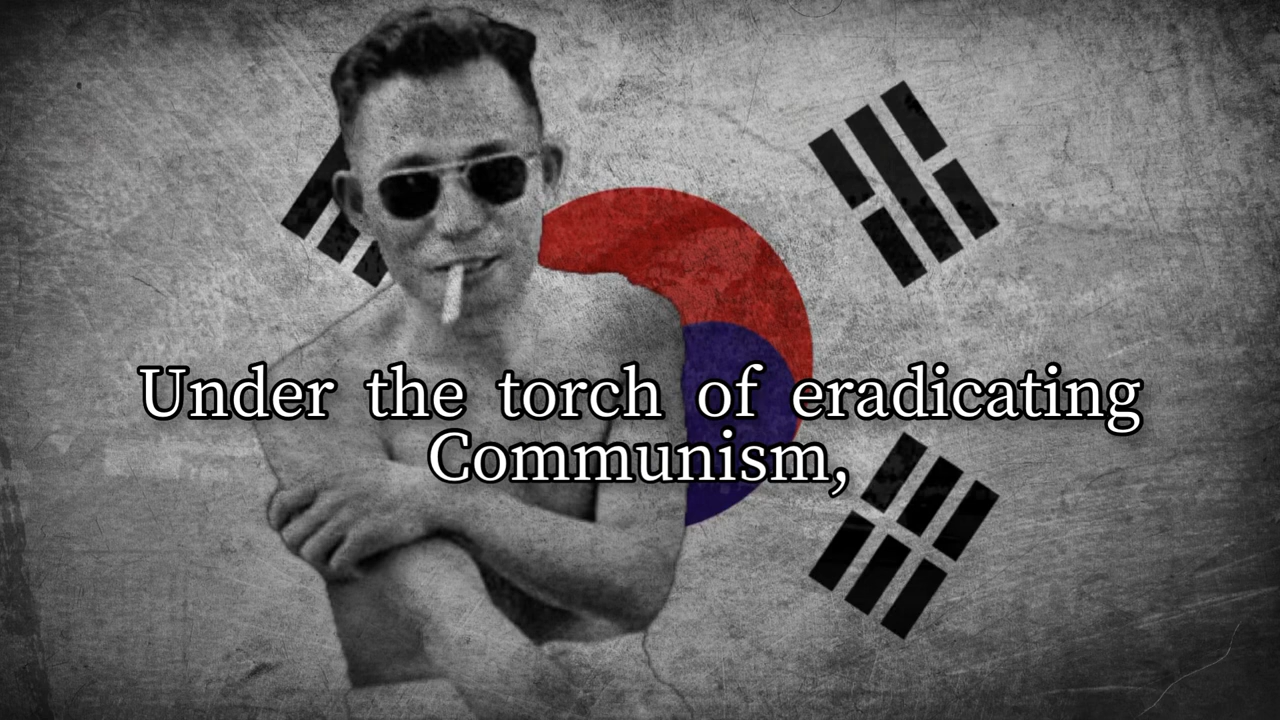 Under the torch of eradicating
Communism,